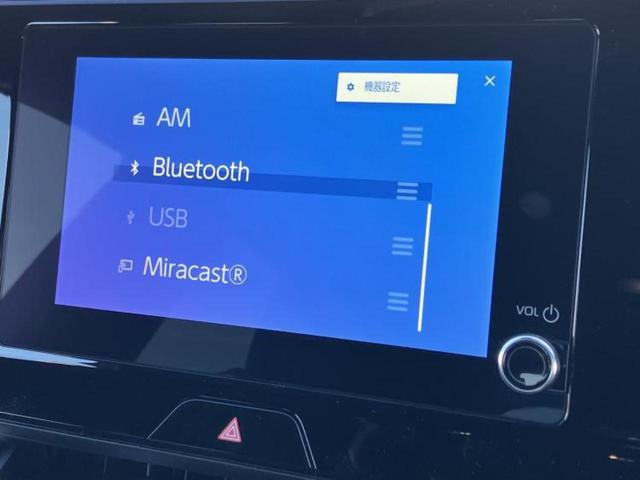 機器設定
AM
Bluetooth
USB
Miracast®
VOL